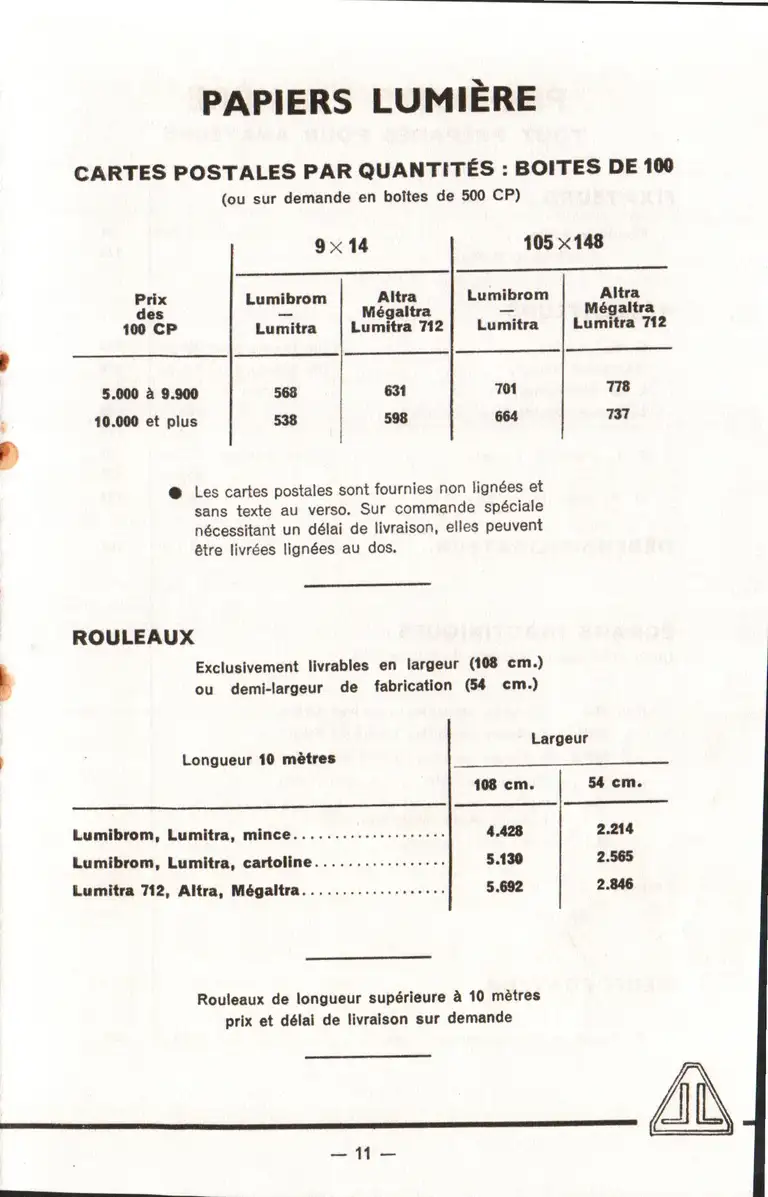 PAPIERS LUMIÈRE
CARTES POSTALES PAR QUANTITÉS : BOITES DE 100
(ou sur demande en boîtes de 500 CP)
9 × 14 105 × 148
Prix des 100 CP Lumibrom — Lumitra Altra Mégaltra Lumitra 712 Lumibrom — Lumitra Altra Mégaltra Lumitra 712
5.000 à 9.900 568 631 701 778
10.000 et plus 538 598 664 737
● Les cartes postales sont fournies non lignées et
sans texte au verso. Sur commande spéciale
nécessitant un délai de livraison, elles peuvent
être livrées lignées au dos.
ROULEAUX
Exclusivement livrables en largeur (108 cm.)
ou demi-largeur de fabrication (54 cm.)
Largeur
Longueur 10 mètres
108 cm. 54 cm.
Lumibrom, Lumitra, mince.................... 4.428 2.214
Lumibrom, Lumitra, cartoline................. 5.130 2.565
Lumitra 712, Altra, Mégaltra................... 5.692 2.846
Rouleaux de longueur supérieure à 10 mètres
prix et délai de livraison sur demande
JL
— 11 —